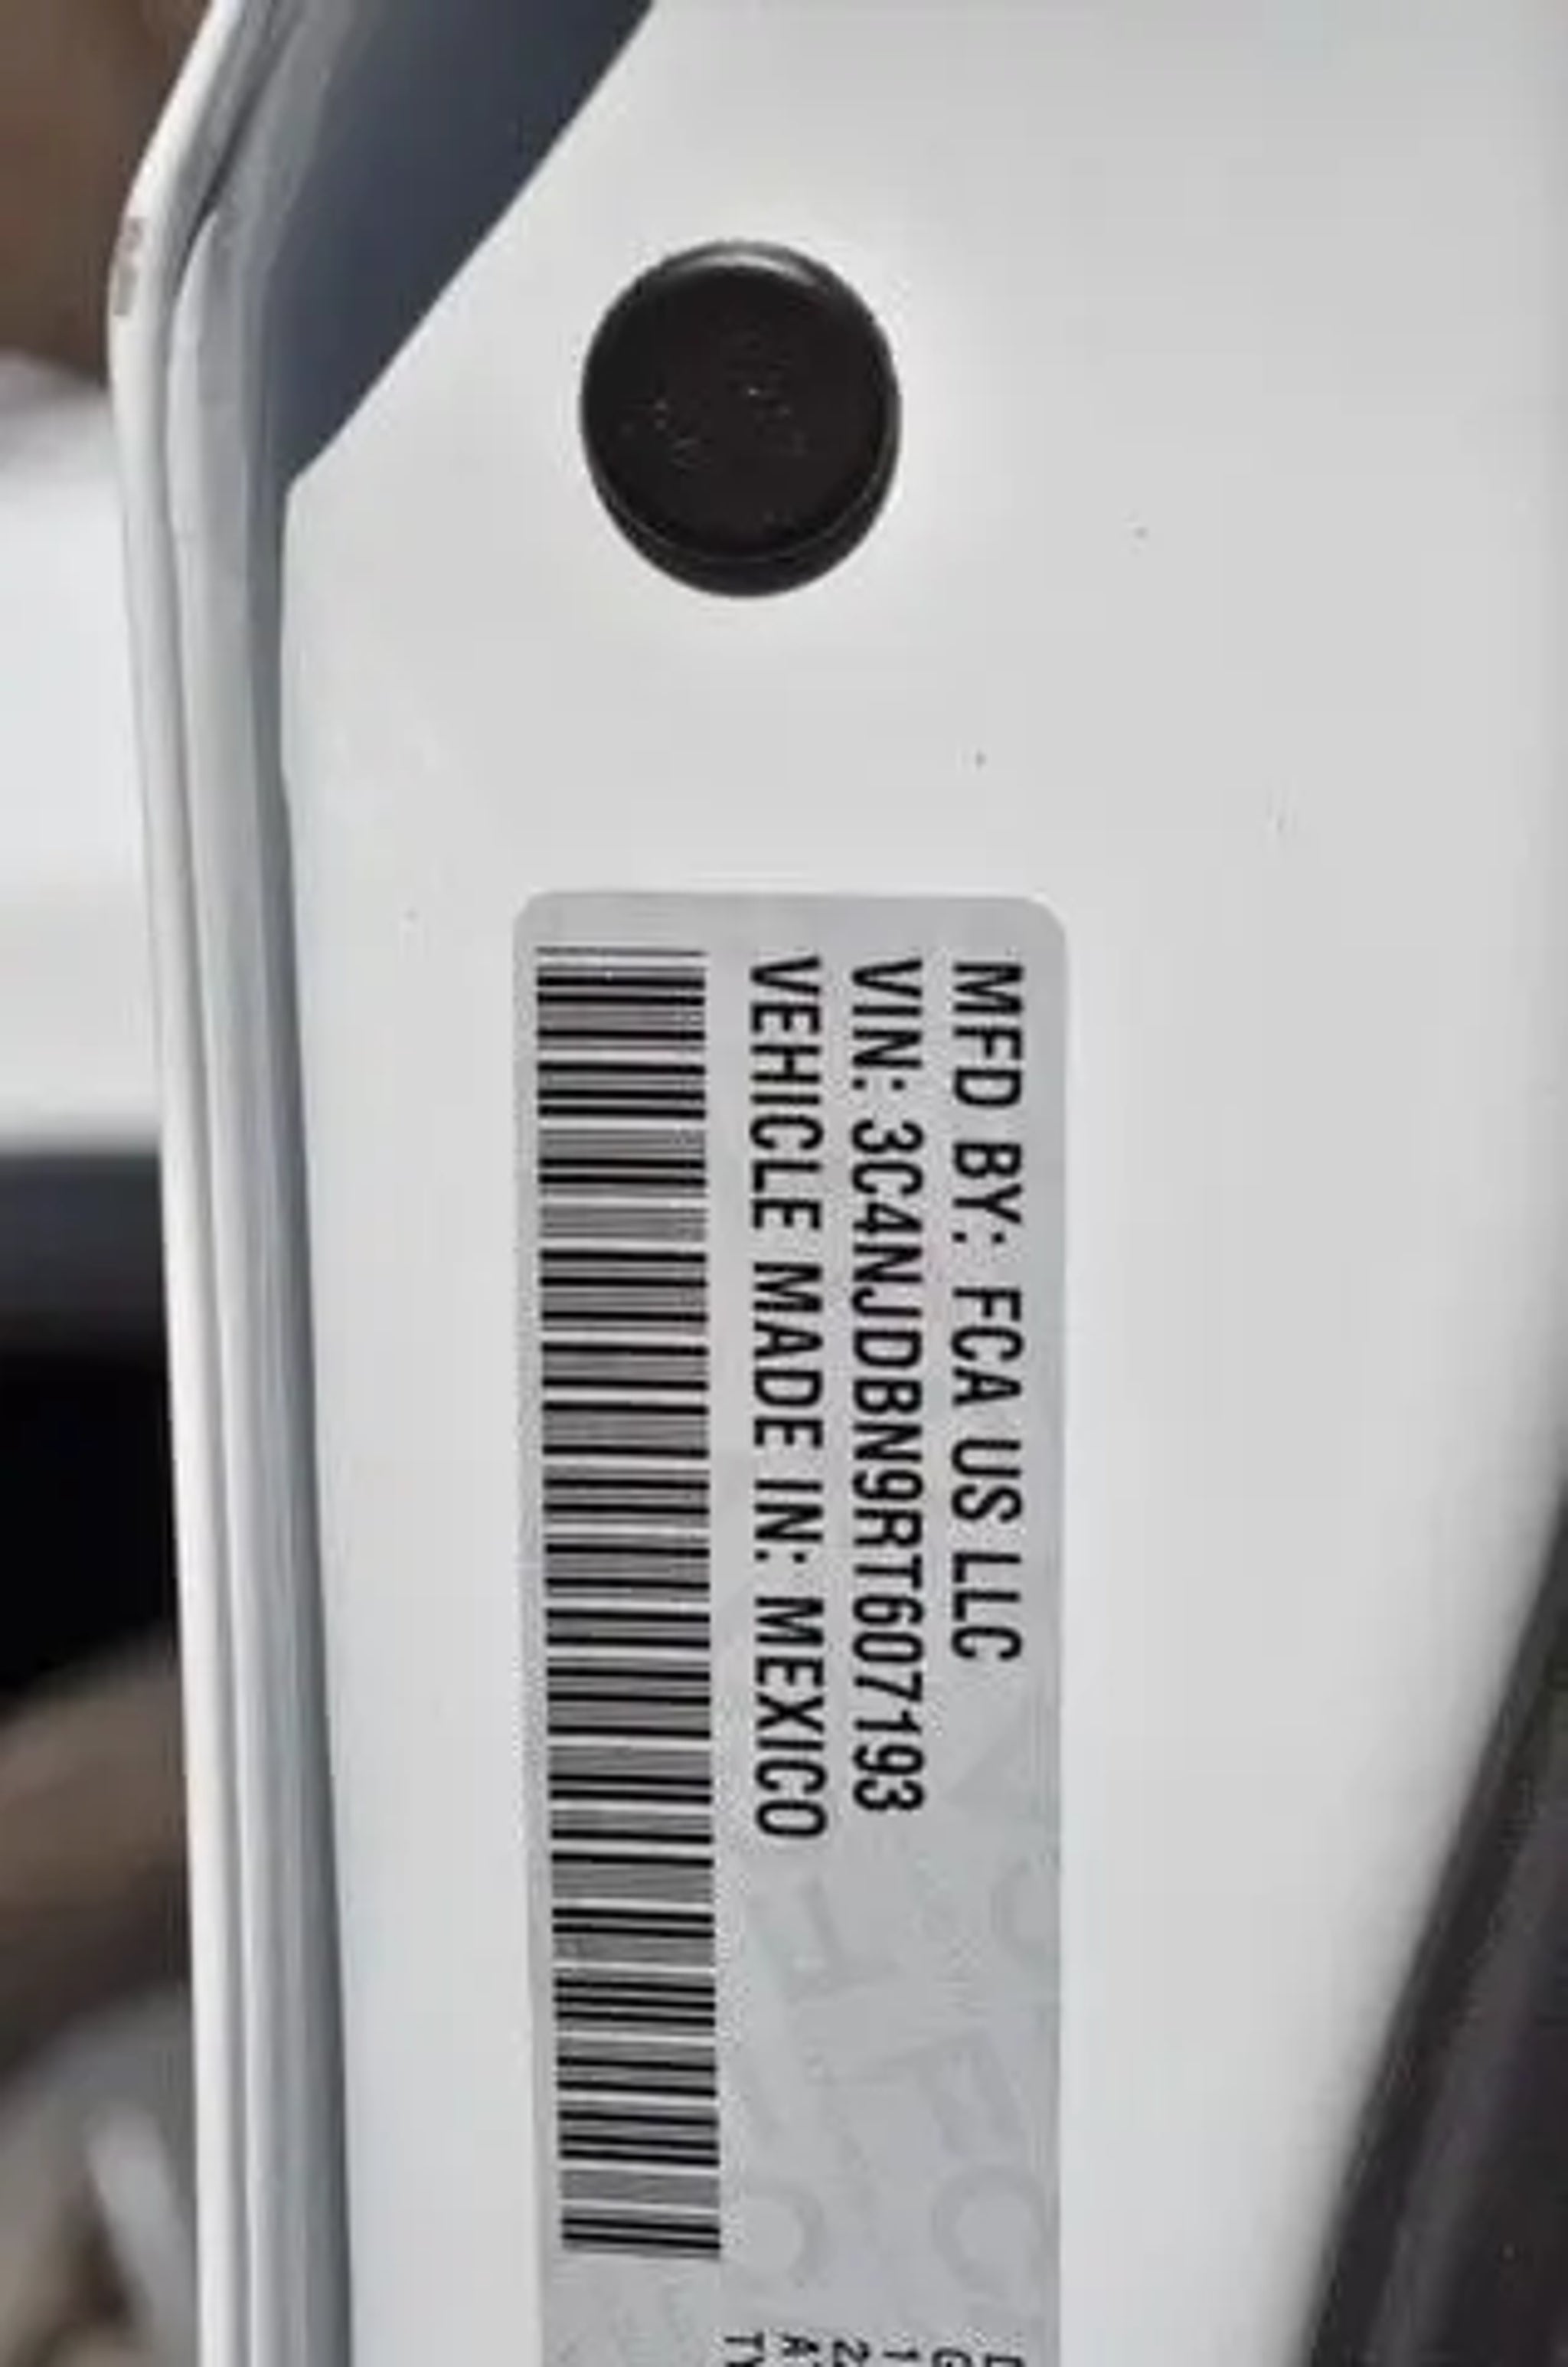 MFD BY: FCA US LLC
VIN: 3C4NJDBN9RT607193
VEHICLE MADE IN: MEXICO